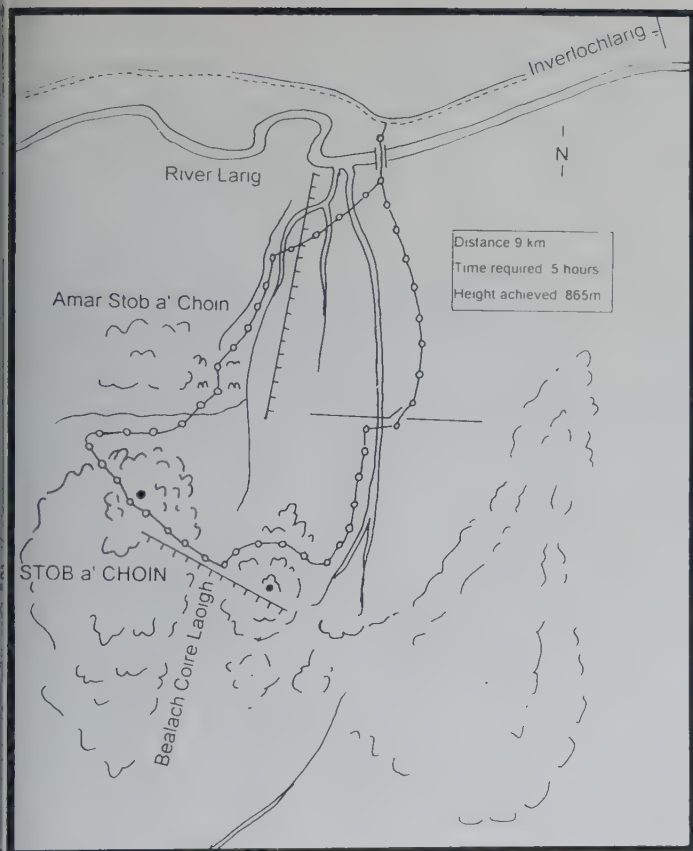 Inverlochlarig
N
River Larig
Distance 9 km
Time required 5 hours
Height achieved 865m
Amar Stob a' Choin
STOB a' CHOIN
Bealach Coire Laoigh